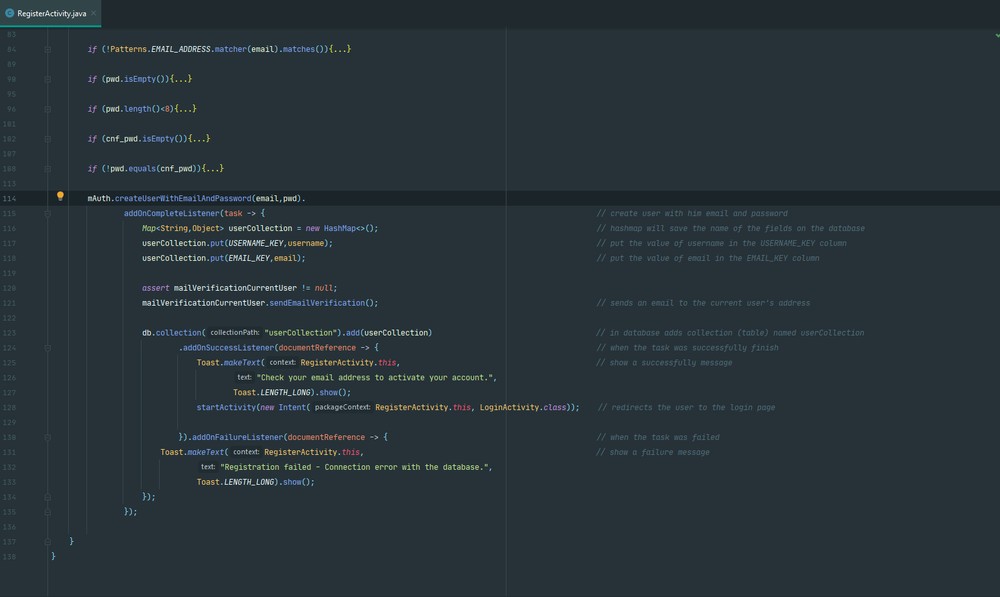 RegisterActivity.java
83
84 if (!Patterns.EMAIL_ADDRESS.matcher(email).matches()){...}
89
90 if (pwd.isEmpty()){...}
95
96 if (pwd.length()<8){...}
101
102 if (cnf_pwd.isEmpty()){...}
107
108 if (!pwd.equals(cnf_pwd)){...}
113
114 mAuth.createUserWithEmailAndPassword(email,pwd).
115 addOnCompleteListener(task -> { // create user with him email and password
116 Map<String,Object> userCollection = new HashMap<>(); // hashmap will save the name of the fields on the database
117 userCollection.put(USERNAME_KEY,username); // put the value of username in the USERNAME_KEY column
118 userCollection.put(EMAIL_KEY,email); // put the value of email in the EMAIL_KEY column
119
120 assert mailVerificationCurrentUser != null;
121 mailVerificationCurrentUser.sendEmailVerification(); // sends an email to the current user's address
122
123 db.collection( collectionPath: "userCollection").add(userCollection) // in database adds collection (table) named userCollection
124 .addOnSuccessListener(documentReference -> { // when the task was successfully finish
125 Toast.makeText( context: RegisterActivity.this, // show a successfully message
126 text: "Check your email address to activate your account.",
127 Toast.LENGTH_LONG).show();
128 startActivity(new Intent( packageContext: RegisterActivity.this, LoginActivity.class)); // redirects the user to the login page
129
130 }).addOnFailureListener(documentReference -> { // when the task was failed
131 Toast.makeText( context: RegisterActivity.this, // show a failure message
132 text: "Registration failed - Connection error with the database.",
133 Toast.LENGTH_LONG).show();
134 });
135 });
136
137 }
138 }